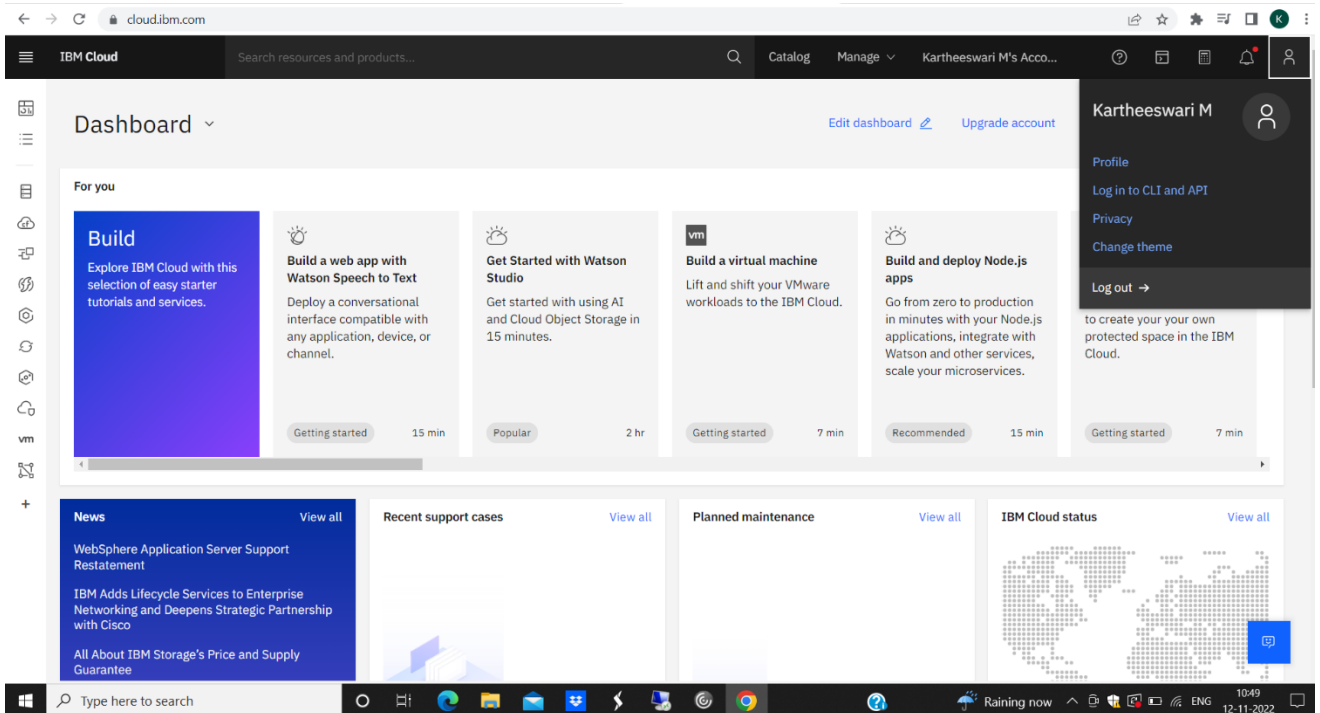 cloud.ibm.com
K
IBM Cloud
Search resources and products...
Catalog
Manage
Kartheeswari M's Acco...
Dashboard
Edit dashboard
Upgrade account
Kartheeswari M
Profile
Log in to CLI and API
Privacy
Change theme
Log out →
For you
Build
Explore IBM Cloud with this
selection of easy starter
tutorials and services.
Build a web app with
Watson Speech to Text
Deploy a conversational
interface compatible with
any application, device, or
channel.
Getting started
15 min
Get Started with Watson
Studio
Get started with using AI
and Cloud Object Storage in
15 minutes.
Popular
2 hr
vm
Build a virtual machine
Lift and shift your VMware
workloads to the IBM Cloud.
Getting started
7 min
Build and deploy Node.js
apps
Go from zero to production
in minutes with your Node.js
applications, integrate with
Watson and other services,
scale your microservices.
Recommended
15 min
to create your your own
protected space in the IBM
Cloud.
Getting started
7 min
vm
News
View all
WebSphere Application Server Support
Restatement
IBM Adds Lifecycle Services to Enterprise
Networking and Deepens Strategic Partnership
with Cisco
All About IBM Storage's Price and Supply
Guarantee
Recent support cases
View all
Planned maintenance
View all
IBM Cloud status
View all
Type here to search
Raining now
ENG
10:49
12-11-2022